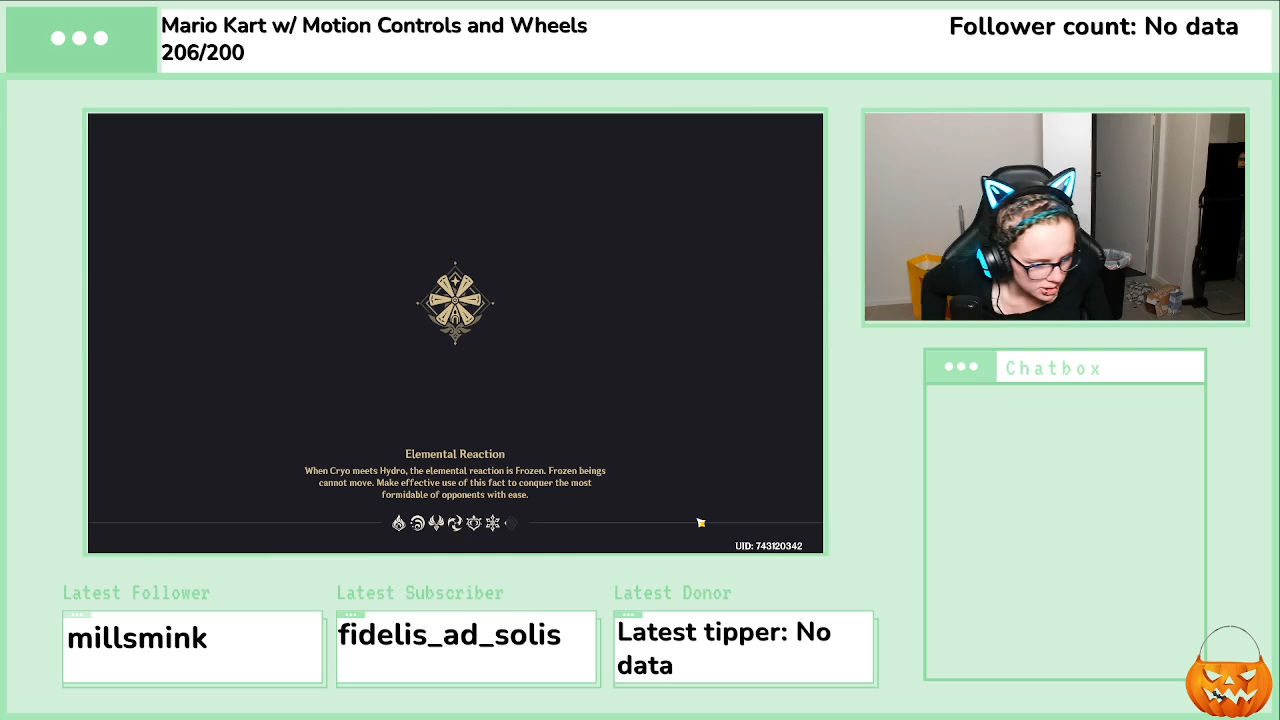 Mario Kart w/ Motion Controls and Wheels
206/200
Follower count: No data
Elemental Reaction
When Cryo meets Hydro, the elemental reaction is Frozen. Frozen beings
cannot move. Make effective use of this fact to conquer the most
formidable of opponents with ease.
UID: 743120342
Chatbox
Latest Follower
millsmink
Latest Subscriber
fidelis_ad_solis
Latest Donor
Latest tipper: No
data